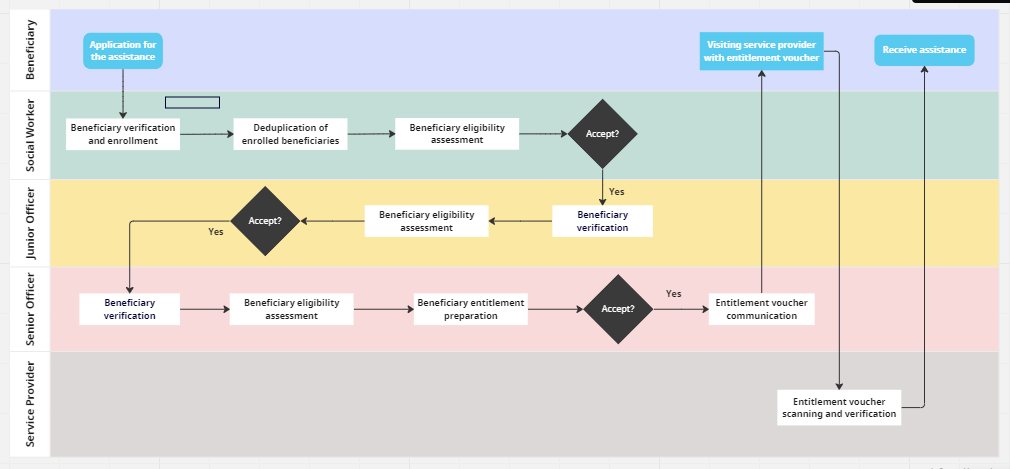 Beneficiary
Application for
the assistance
Visiting service provider
with entitlement voucher
Receive assistance
Social Worker
Beneficiary verification
and enrollment
Deduplication of
enrolled beneficiaries
Beneficiary eligibility
assessment
Accept?
Yes
Junior Officer
Accept?
Yes
Beneficiary eligibility
assessment
Beneficiary
verification
Senior Officer
Beneficiary
verification
Beneficiary eligibility
assessment
Beneficiary entitlement
preparation
Accept?
Yes
Entitlement voucher
communication
Service Provider
Entitlement voucher
scanning and verification